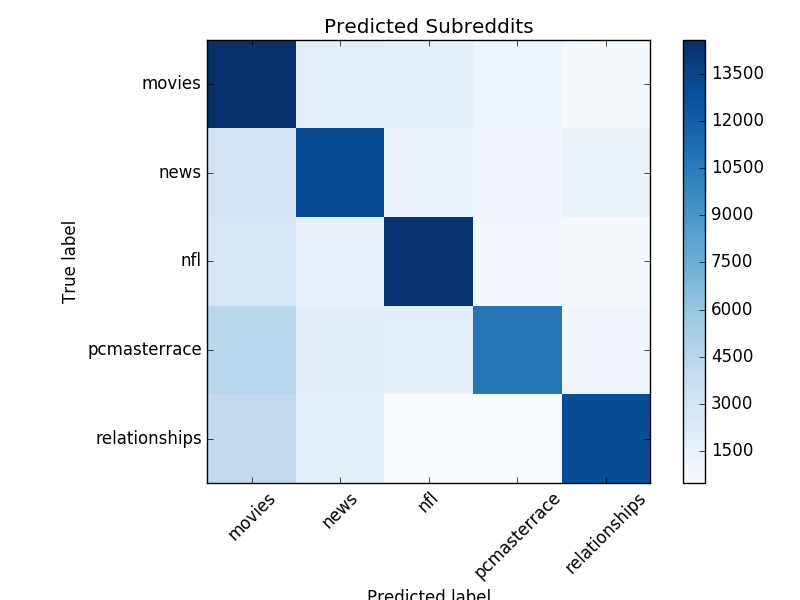 Predicted Subreddits
movies
news
nfl
pcmasterrace
relationships
True label
movies
news
nfl
pcmasterrace
relationships
Predicted label
13500
12000
10500
9000
7500
6000
4500
3000
1500